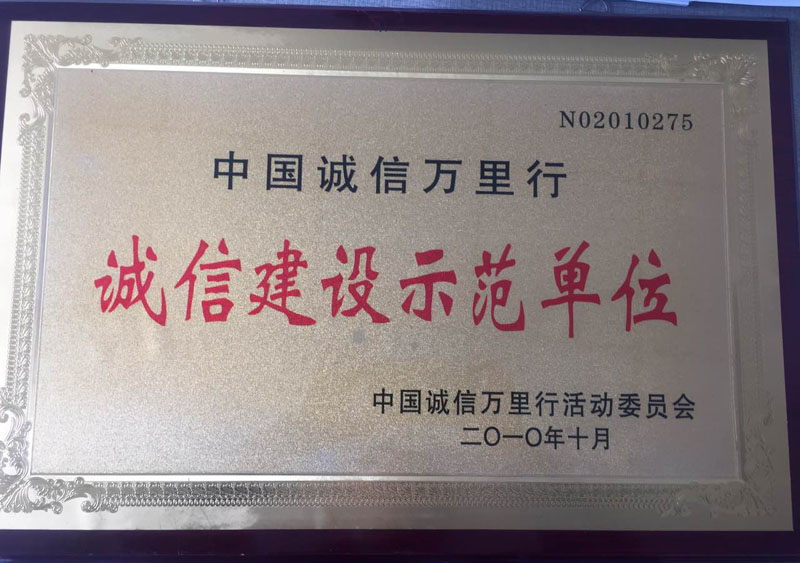 NO2010275
中国诚信万里行
诚信建设示范单位
中国诚信万里行活动委员会
二〇一〇年十月